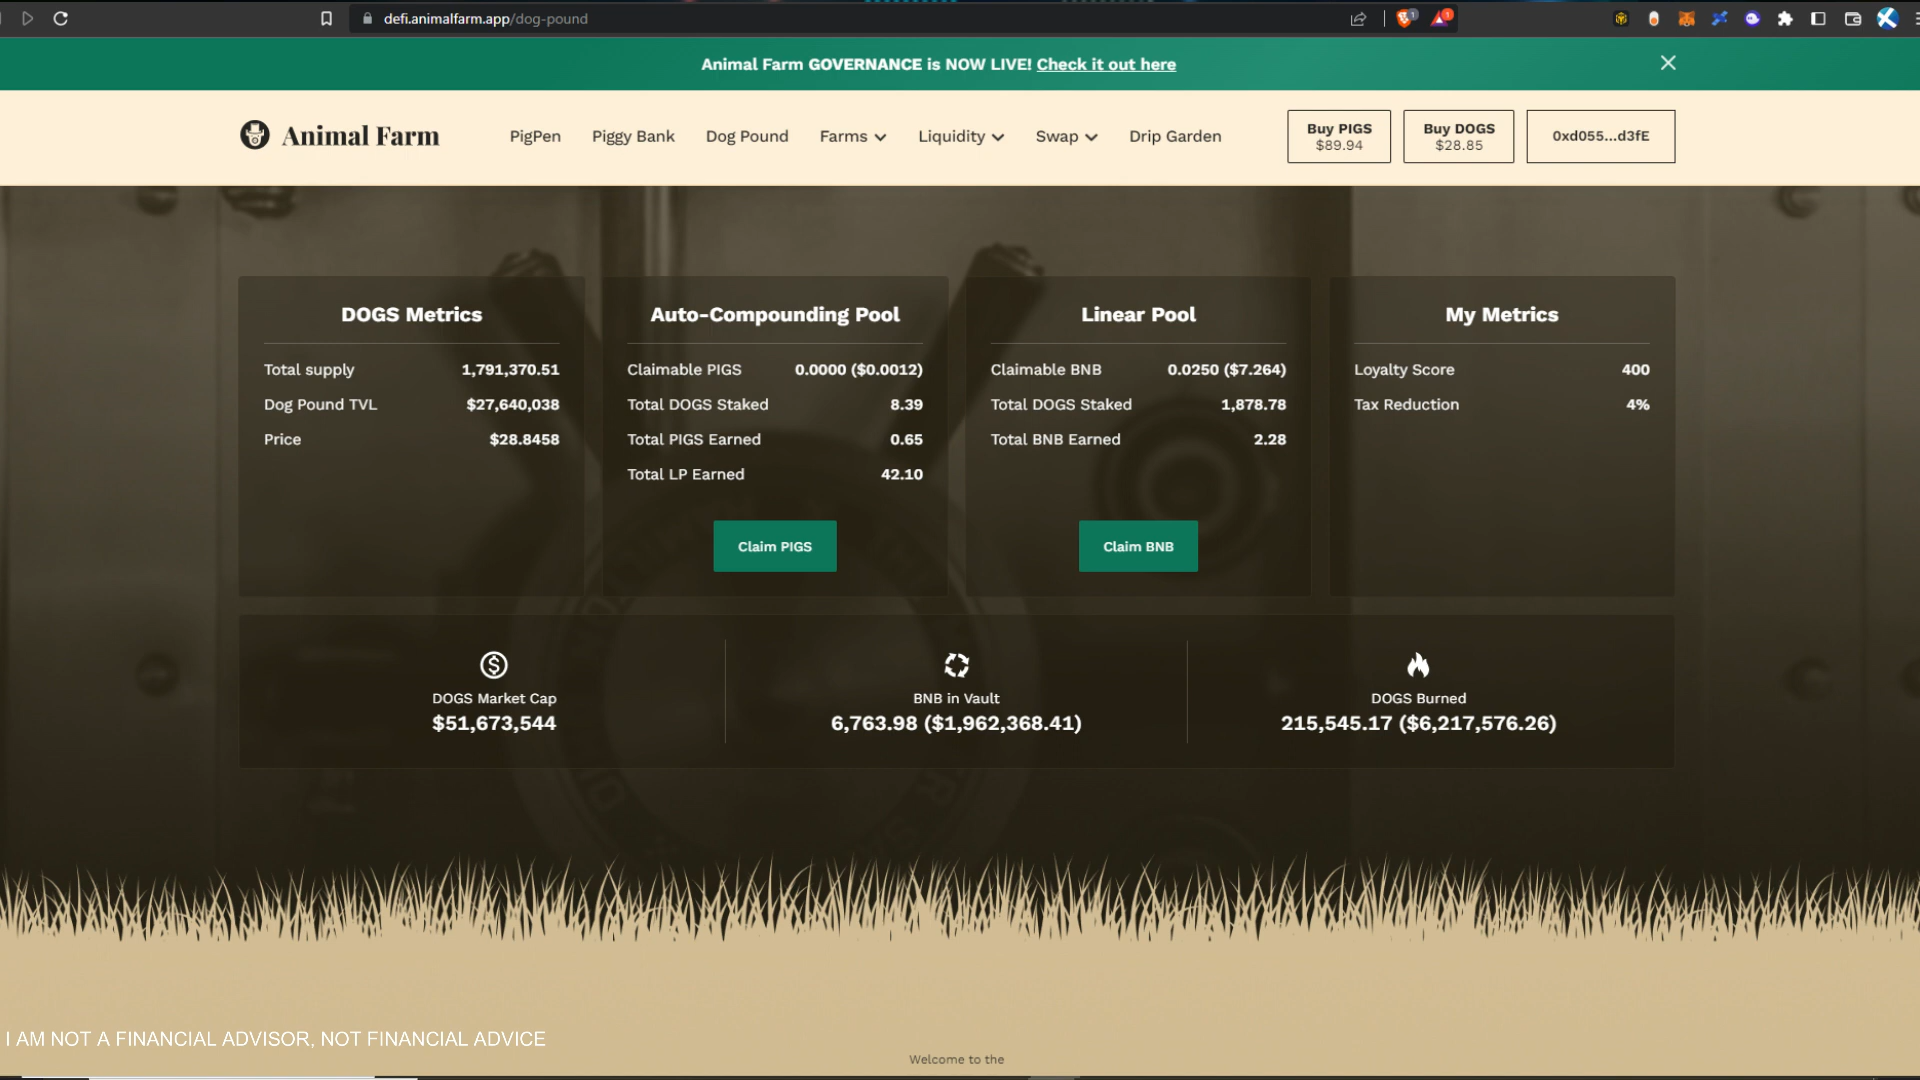 defi.animalfarm.app/dog-pound
Animal Farm GOVERNANCE is NOW LIVE! Check it out here
Animal Farm
PigPen
Piggy Bank
Dog Pound
Farms
Liquidity
Swap
Drip Garden
Buy PIGS
$89.94
Buy DOGS
$28.85
0xd055...d3fE
DOGS Metrics
Total supply 1,791,370.51
Dog Pound TVL $27,640,038
Price $28.8458
Auto-Compounding Pool
Claimable PIGS 0.0000 ($0.0012)
Total DOGS Staked 8.39
Total PIGS Earned 0.65
Total LP Earned 42.10
Claim PIGS
Linear Pool
Claimable BNB 0.0250 ($7.264)
Total DOGS Staked 1,878.78
Total BNB Earned 2.28
Claim BNB
My Metrics
Loyalty Score 400
Tax Reduction 4%
DOGS Market Cap
$51,673,544
BNB in Vault
6,763.98 ($1,962,368.41)
DOGS Burned
215,545.17 ($6,217,576.26)
I AM NOT A FINANCIAL ADVISOR, NOT FINANCIAL ADVICE
Welcome to the